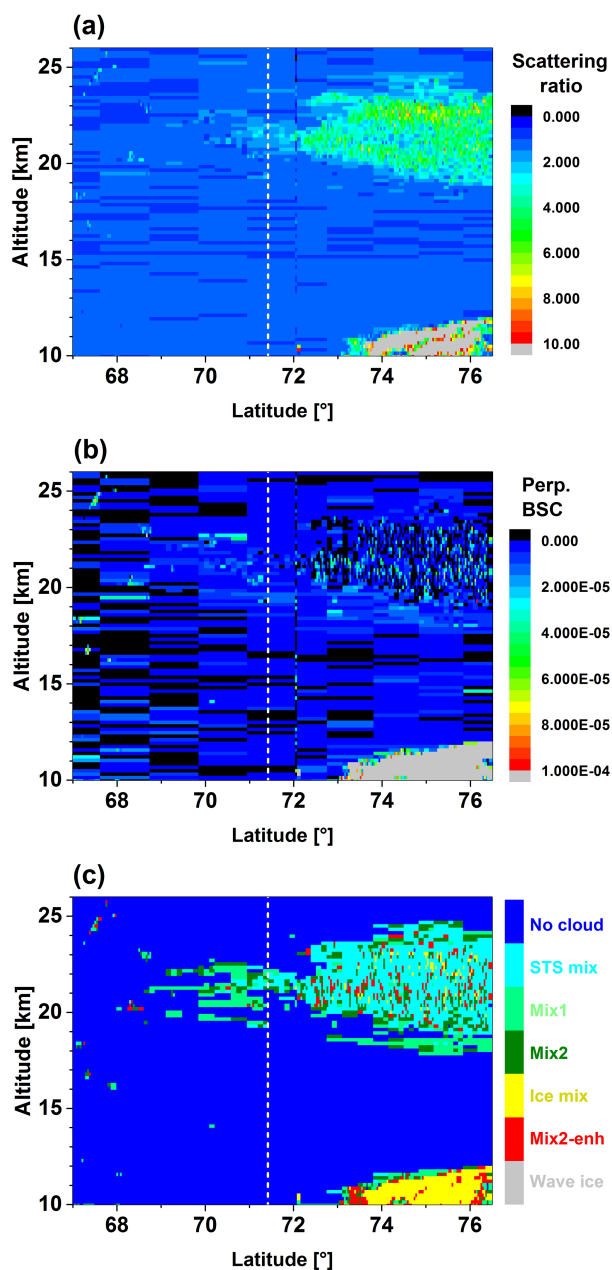 (a)
Scattering
ratio
25
20
15
10
Altitude [km]
68 70 72 74 76
Latitude [°]
0.000
2.000
4.000
6.000
8.000
10.00
(b)
Perp.
BSC
25
20
15
10
Altitude [km]
68 70 72 74 76
Latitude [°]
0.000
2.000E-05
4.000E-05
6.000E-05
8.000E-05
1.000E-04
(c)
25
20
15
10
Altitude [km]
68 70 72 74 76
Latitude [°]
No cloud
STS mix
Mix1
Mix2
Ice mix
Mix2-enh
Wave ice